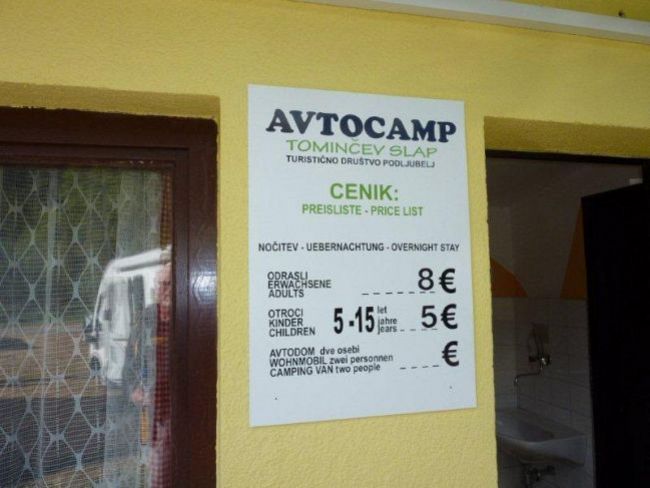 AVTOCAMP
TOMINČEV SLAP
TURISTIČNO DRUŠTVO PODLJUBELJ
CENIK:
PREISLISTE - PRICE LIST
NOČITEV - UEBERNACHTUNG - OVERNIGHT STAY
ODRASLI
ERWACHSENE
ADULTS _ _ _ _ 8 €
OTROCI
KINDER
CHILDREN 5 -15 let jahre jears _ _ 5 €
AVTODOM dve osebi
WOHNMOBIL zwei personnen
CAMPING VAN two people _ _ _ _ €